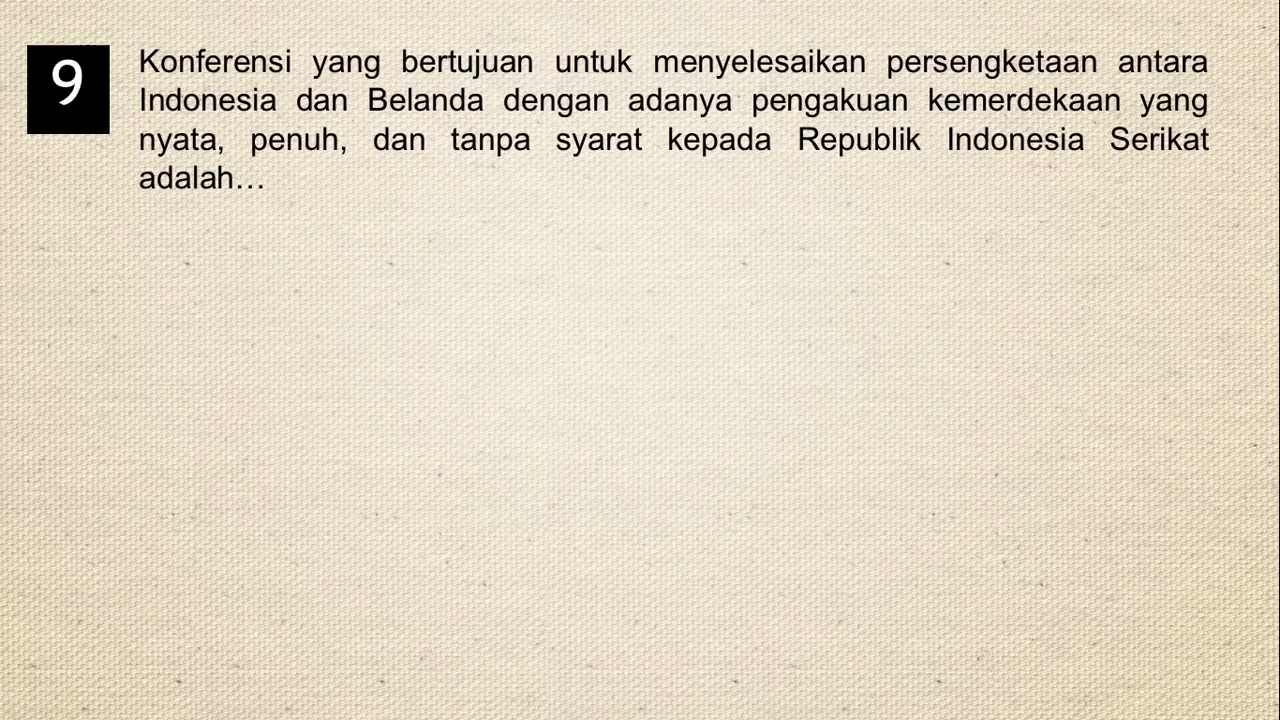 9
Konferensi yang bertujuan untuk menyelesaikan persengketaan antara
Indonesia dan Belanda dengan adanya pengakuan kemerdekaan yang
nyata, penuh, dan tanpa syarat kepada Republik Indonesia Serikat
adalah…